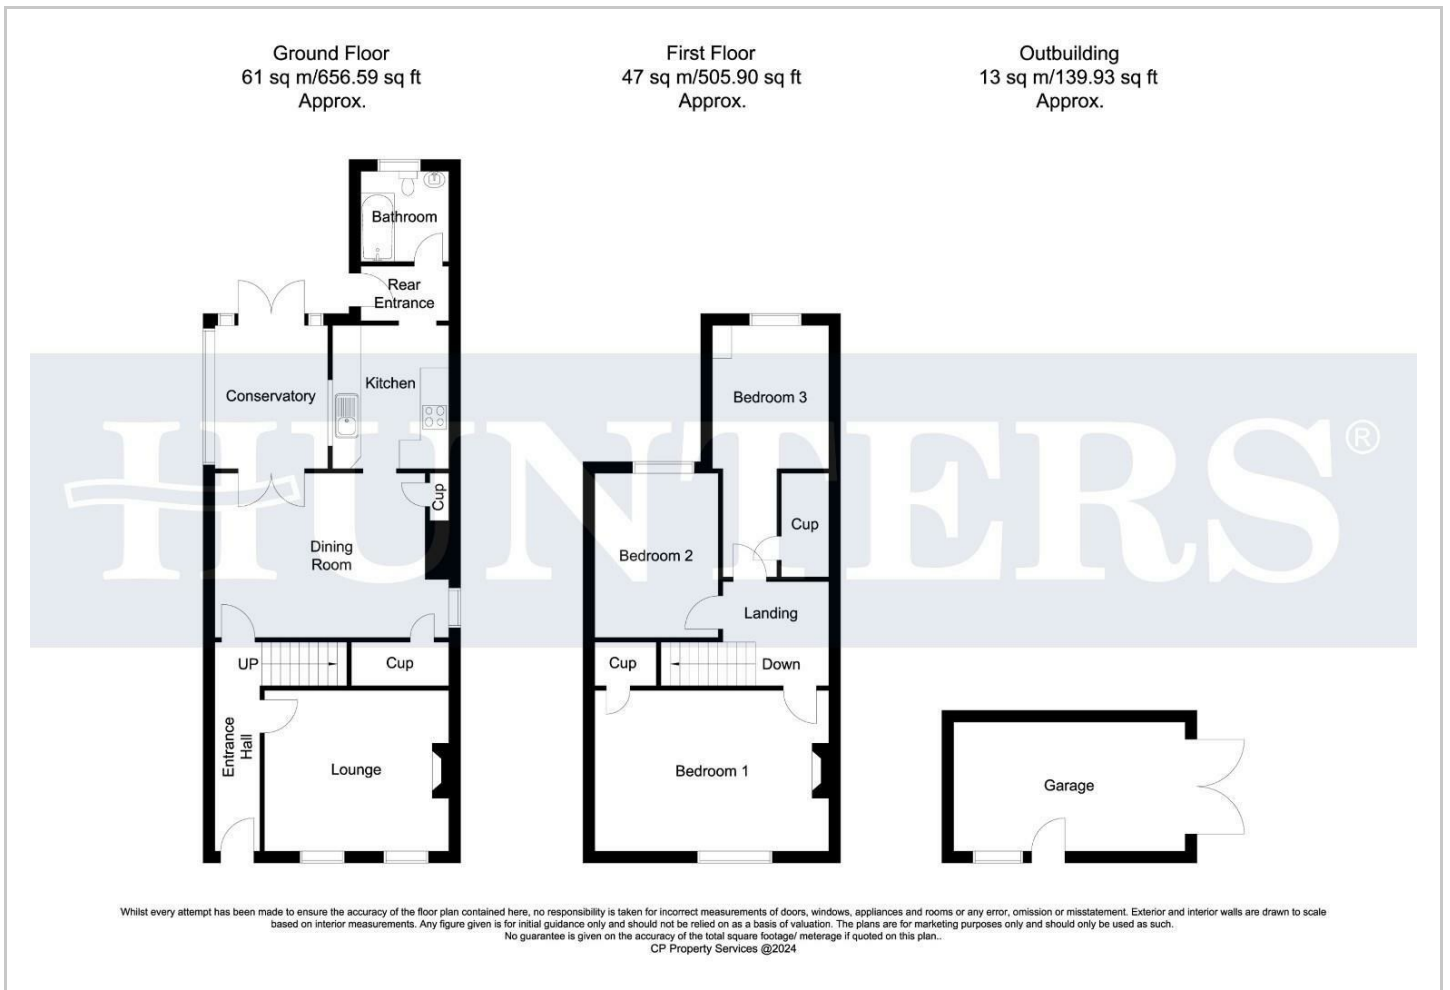 Ground Floor
61 sq m/656.59 sq ft
Approx.
First Floor
47 sq m/505.90 sq ft
Approx.
Outbuilding
13 sq m/139.93 sq ft
Approx.
Bathroom
Rear
Entrance
Kitchen
Conservatory
Cup
Dining
Room
UP
Cup
Entrance
Hall
Lounge
Bedroom 3
Cup
Bedroom 2
Landing
Cup
Down
Bedroom 1
Garage
HUNTERS®
Whilst every attempt has been made to ensure the accuracy of the floor plan contained here, no responsibility is taken for incorrect measurements of doors, windows, appliances and rooms or any error, omission or misstatement. Exterior and interior walls are drawn to scale
based on interior measurements. Any figure given is for initial guidance only and should not be relied on as a basis of valuation. The plans are for marketing purposes only and should only be used as such.
No guarantee is given on the accuracy of the total square footage/ meterage if quoted on this plan..
CP Property Services @2024